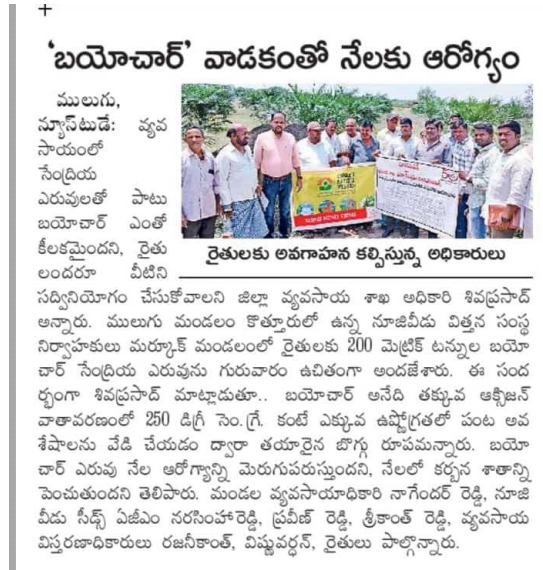 'బయోచార్' వాడకంతో నేలకు ఆరోగ్యం
ములుగు,
న్యూస్‌టుడే: వ్యవ
సాయంలో
సేంద్రియ
ఎరువులతో పాటు
బయోచార్ ఎంతో
కీలకమైందని, రైతు
లందరూ వీటిని
రైతులకు అవగాహన కల్పిస్తున్న అధికారులు
సద్వినియోగం చేసుకోవాలని జిల్లా వ్యవసాయ శాఖ అధికారి శివప్రసాద్
అన్నారు. ములుగు మండలం కొత్తూరులో ఉన్న నూజివీడు విత్తన సంస్థ
నిర్వాహకులు మర్కూక్ మండలంలో రైతులకు 200 మెట్రిక్ టన్నుల బయో
చార్ సేంద్రియ ఎరువును గురువారం ఉచితంగా అందజేశారు. ఈ సంద
ర్భంగా శివప్రసాద్ మాట్లాడుతూ.. బయోచార్ అనేది తక్కువ ఆక్సిజన్
వాతావరణంలో 250 డిగ్రీ సెం.గ్రే. కంటే ఎక్కువ ఉష్ణోగ్రతలో పంట అవ
శేషాలను వేడి చేయడం ద్వారా తయారైన బొగ్గు రూపమన్నారు. బయో
చార్ ఎరువు నేల ఆరోగ్యాన్ని మెరుగుపరుస్తుందని, నేలలో కర్బన శాతాన్ని
పెంచుతుందని తెలిపారు. మండల వ్యవసాయాధికారి నాగేందర్ రెడ్డి, నూజి
వీడు సీడ్స్ ఏజీఎం నరసింహారెడ్డి, ప్రవీణ్ రెడ్డి, శ్రీకాంత్ రెడ్డి, వ్యవసాయ
విస్తరణాధికారులు రజనీకాంత్, విష్ణువర్ధన్, రైతులు పాల్గొన్నారు.